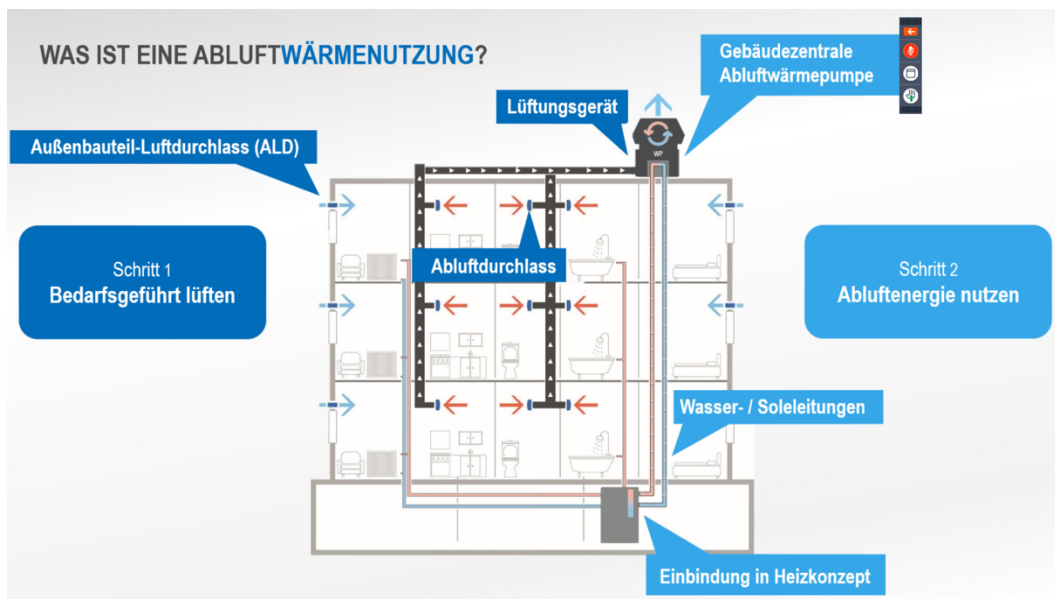 WAS IST EINE ABLUFTWÄRMENUTZUNG?
Gebäudezentrale
Abluftwärmepumpe
Lüftungsgerät
Außenbauteil-Luftdurchlass (ALD)
WP
Schritt 1
Bedarfsgeführt lüften
Abluftdurchlass
Schritt 2
Abluftenergie nutzen
Wasser- / Soleleitungen
Einbindung in Heizkonzept